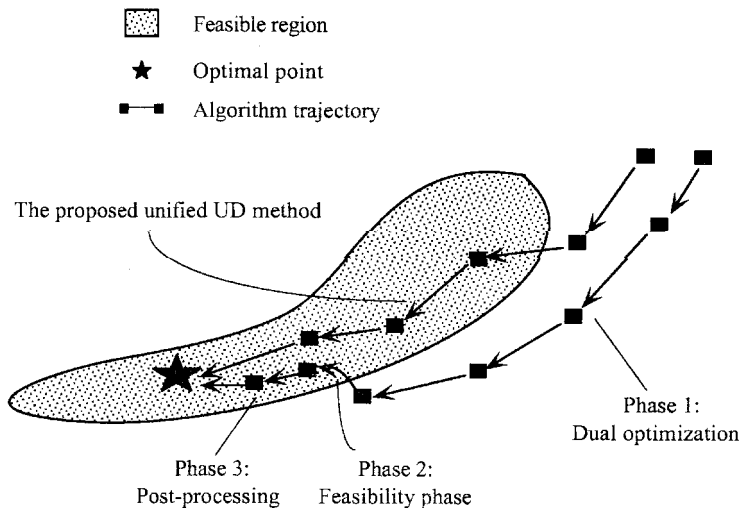 Feasible region
Optimal point
Algorithm trajectory
The proposed unified UD method
Phase 1:
Dual optimization
Phase 3:
Post-processing
Phase 2:
Feasibility phase